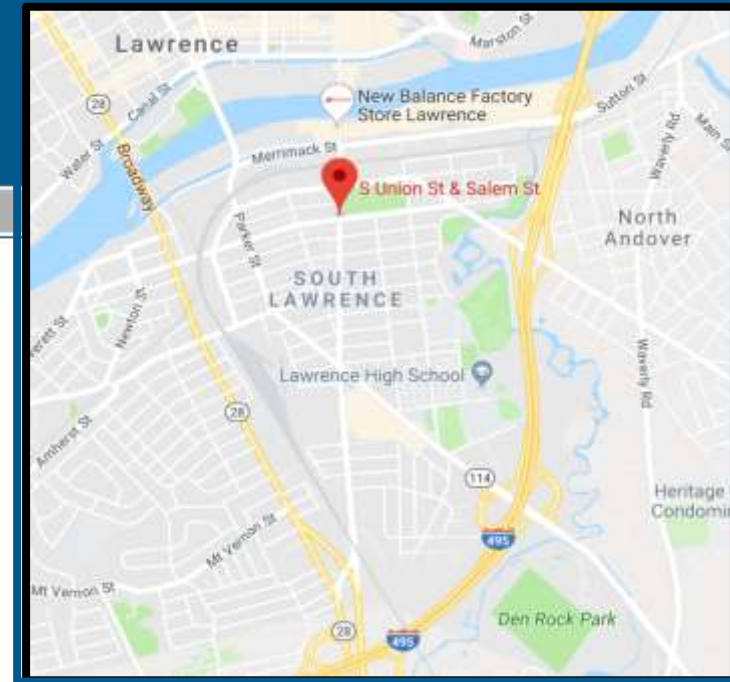 Lawrence
Marston St
28
Canal St
New Balance Factory
Store Lawrence
Sutton St
Water St
Merrimack St
Waverly Rd
Main St
Broadway
S Union St & Salem St
Parker St
North
Andover
SOUTH
LAWRENCE
Newton St
erett St
Waverly Rd
Lawrence High School
28
Amherst St
114
Heritage
Condomin
495
Mt Vernon St
Mt Vernon St
Den Rock Park
28
495